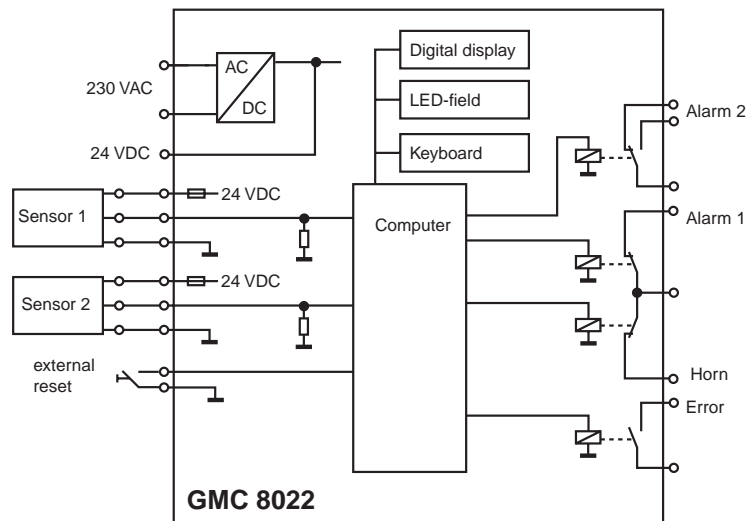 Digital display
AC
230 VAC
LED-field
DC
Alarm 2
24 VDC
Keyboard
24 VDC
Sensor 1
Computer
Alarm 1
24 VDC
Sensor 2
external
reset
Horn
Error
GMC 8022